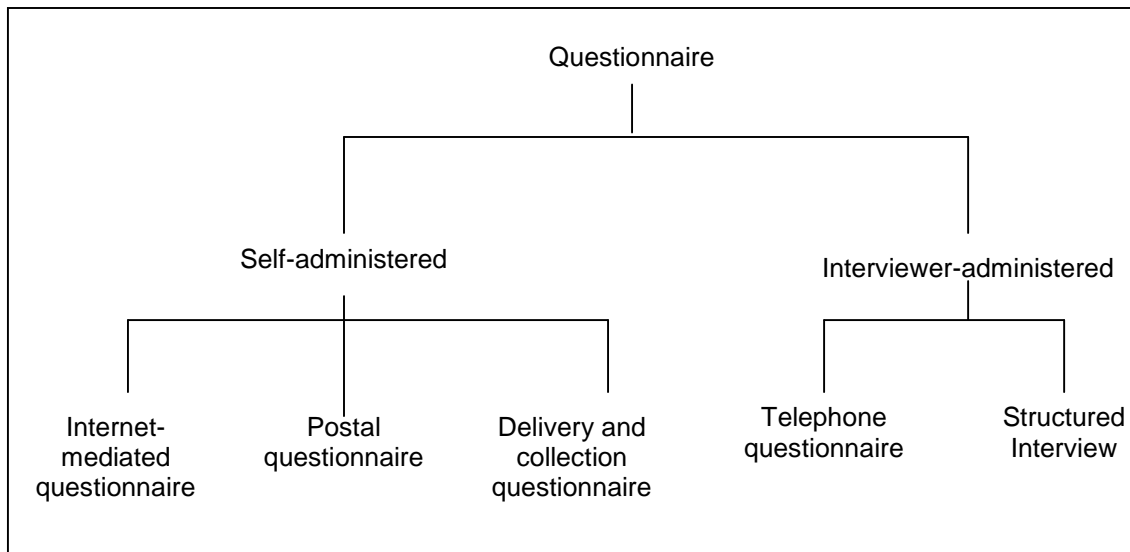 Questionnaire
Self-administered
Interviewer-administered
Internet-
mediated
questionnaire
Postal
questionnaire
Delivery and
collection
questionnaire
Telephone
questionnaire
Structured
Interview